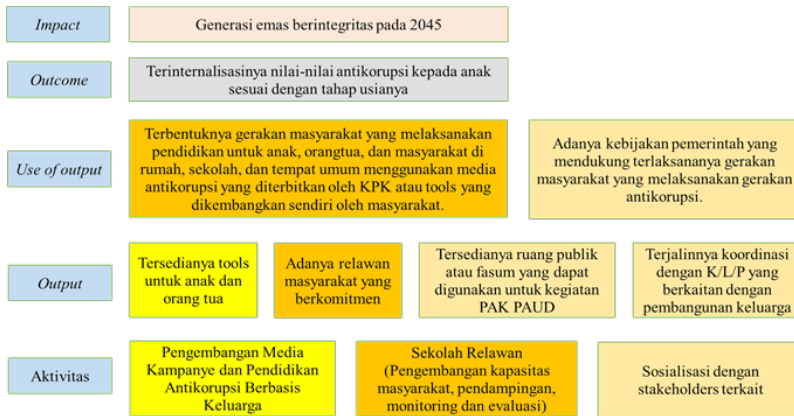 Impact
Generasi emas berintegritas pada 2045
Outcome
Terinternalisasinya nilai-nilai antikorupsi kepada anak
sesuai dengan tahap usianya
Use of output
Terbentuknya gerakan masyarakat yang melaksanakan
pendidikan untuk anak, orangtua, dan masyarakat di
rumah, sekolah, dan tempat umum menggunakan media
antikorupsi yang diterbitkan oleh KPK atau tools yang
dikembangkan sendiri oleh masyarakat.
Adanya kebijakan pemerintah yang
mendukung terlaksananya gerakan
masyarakat yang melaksanakan gerakan
antikorupsi.
Output
Tersedianya tools
untuk anak dan
orang tua
Adanya relawan
masyarakat yang
berkomitmen
Tersedianya ruang publik
atau fasum yang dapat
digunakan untuk kegiatan
PAK PAUD
Terjalinnya koordinasi
dengan K/L/P yang
berkaitan dengan
pembangunan keluarga
Aktivitas
Pengembangan Media
Kampanye dan Pendidikan
Antikorupsi Berbasis
Keluarga
Sekolah Relawan
(Pengembangan kapasitas
masyarakat, pendampingan,
monitoring dan evaluasi)
Sosialisasi dengan
stakeholders terkait